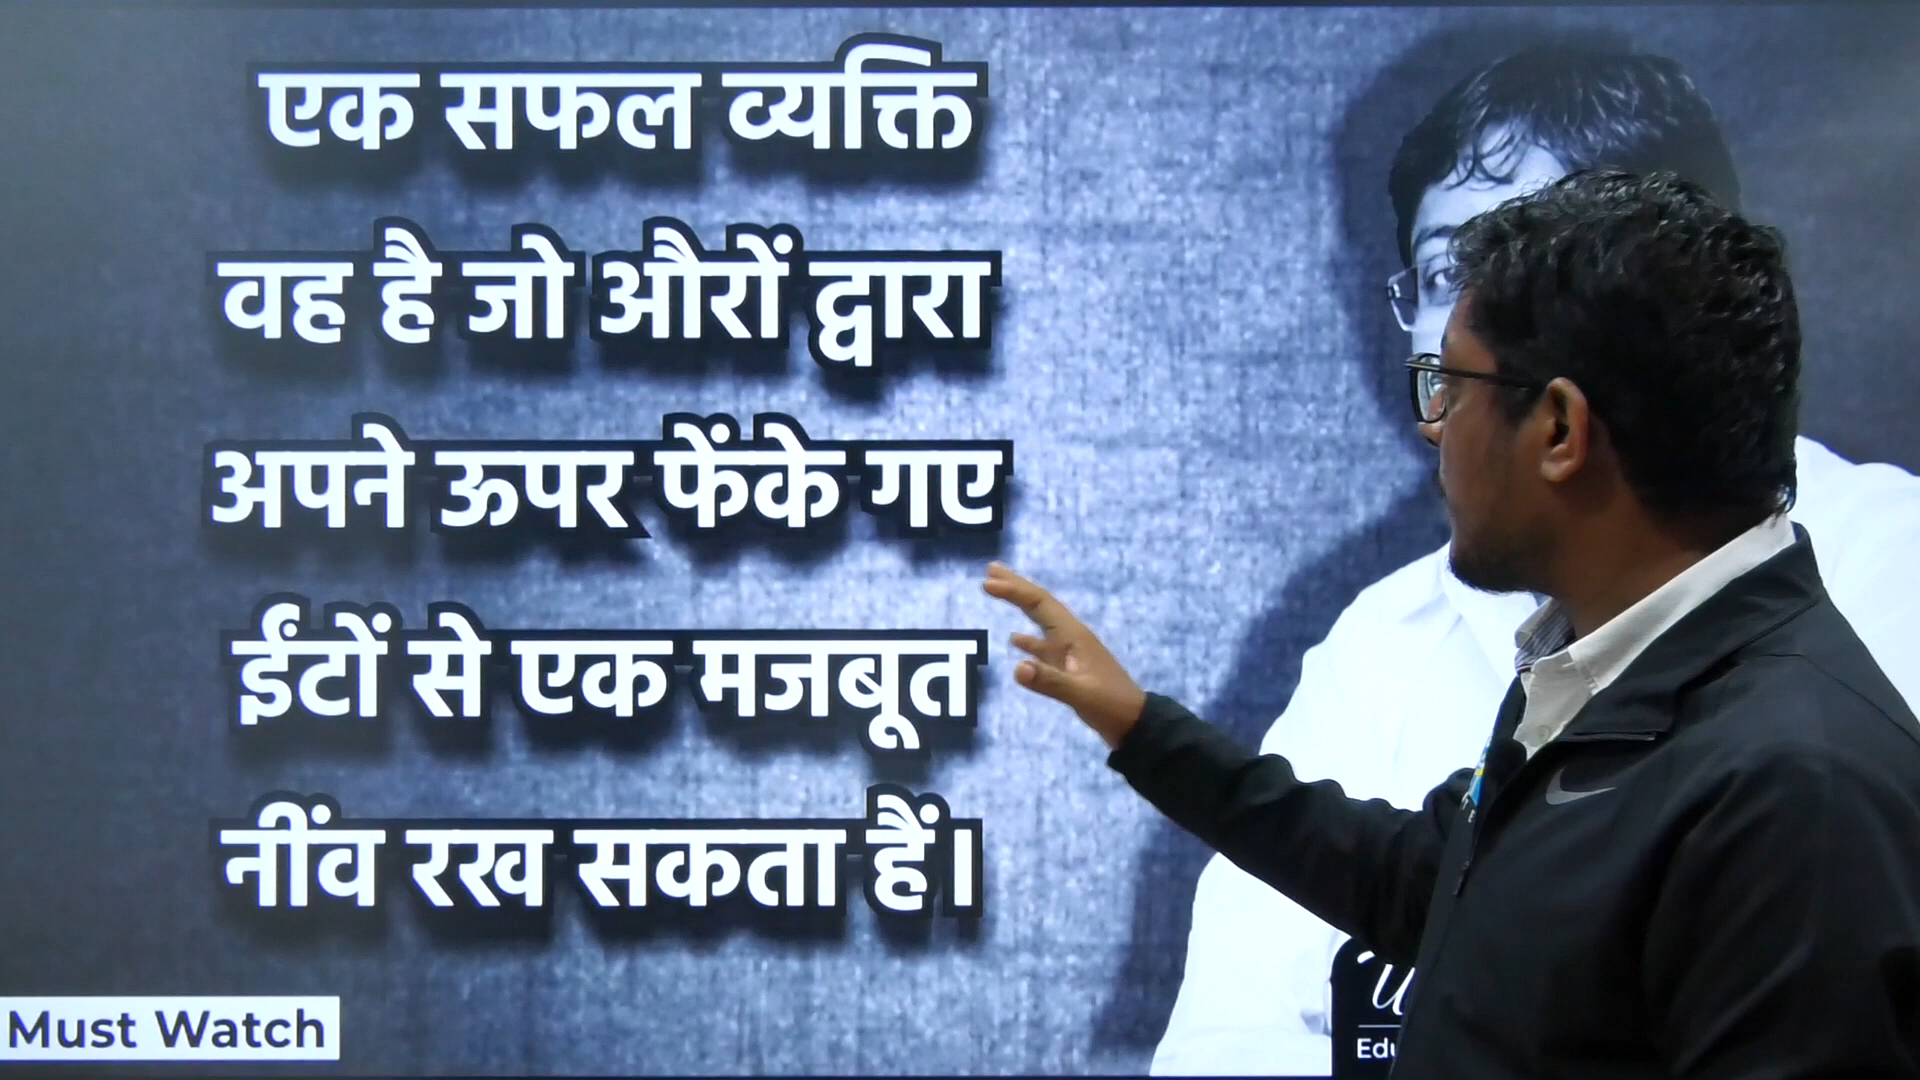 एक सफल व्यक्ति
वह है जो औरों द्वारा
अपने ऊपर फेंके गए
ईंटों से एक मजबूत
नींव रख सकता हैं।
Must Watch